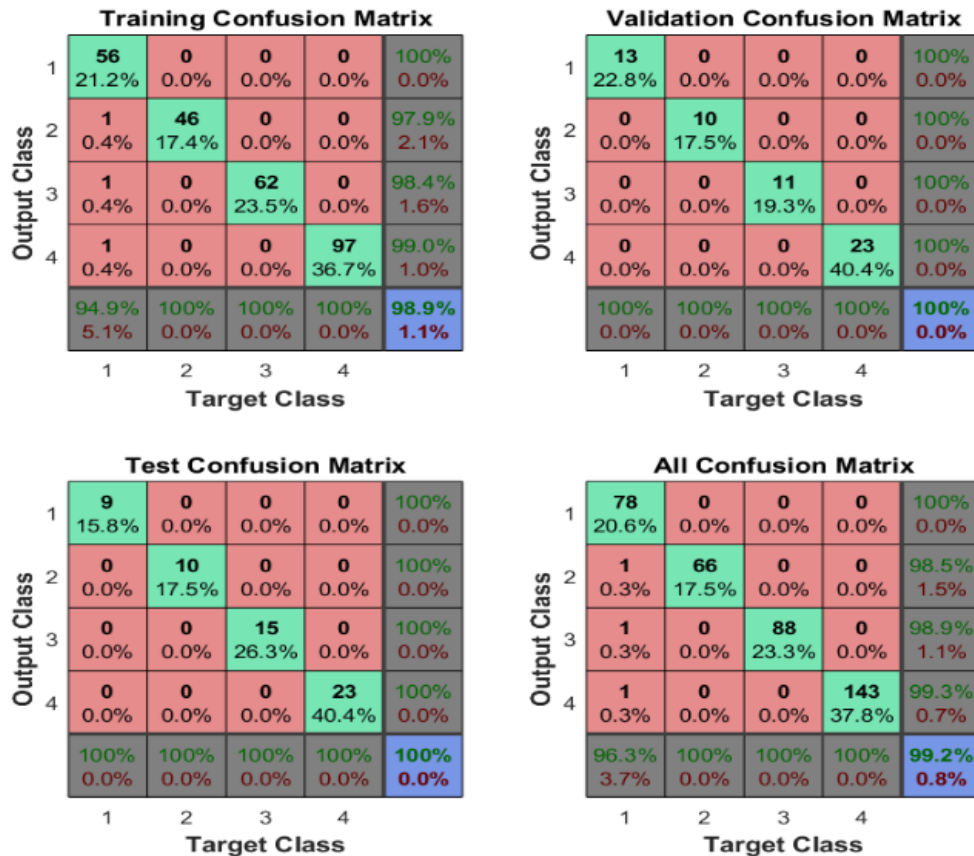 Training Confusion Matrix
Output Class
1
56 0 0 0 100%
21.2% 0.0% 0.0% 0.0% 0.0%
2
1 46 0 0 97.9%
0.4% 17.4% 0.0% 0.0% 2.1%
3
1 0 62 0 98.4%
0.4% 0.0% 23.5% 0.0% 1.6%
4
1 0 0 97 99.0%
0.4% 0.0% 0.0% 36.7% 1.0%
94.9% 100% 100% 100% 98.9%
5.1% 0.0% 0.0% 0.0% 1.1%
1 2 3 4
Target Class
Validation Confusion Matrix
Output Class
1
13 0 0 0 100%
22.8% 0.0% 0.0% 0.0% 0.0%
2
0 10 0 0 100%
0.0% 17.5% 0.0% 0.0% 0.0%
3
0 0 11 0 100%
0.0% 0.0% 19.3% 0.0% 0.0%
4
0 0 0 23 100%
0.0% 0.0% 0.0% 40.4% 0.0%
100% 100% 100% 100% 100%
0.0% 0.0% 0.0% 0.0% 0.0%
1 2 3 4
Target Class
Test Confusion Matrix
Output Class
1
9 0 0 0 100%
15.8% 0.0% 0.0% 0.0% 0.0%
2
0 10 0 0 100%
0.0% 17.5% 0.0% 0.0% 0.0%
3
0 0 15 0 100%
0.0% 0.0% 26.3% 0.0% 0.0%
4
0 0 0 23 100%
0.0% 0.0% 0.0% 40.4% 0.0%
100% 100% 100% 100% 100%
0.0% 0.0% 0.0% 0.0% 0.0%
1 2 3 4
Target Class
All Confusion Matrix
Output Class
1
78 0 0 0 100%
20.6% 0.0% 0.0% 0.0% 0.0%
2
1 66 0 0 98.5%
0.3% 17.5% 0.0% 0.0% 1.5%
3
1 0 88 0 98.9%
0.3% 0.0% 23.3% 0.0% 1.1%
4
1 0 0 143 99.3%
0.3% 0.0% 0.0% 37.8% 0.7%
96.3% 100% 100% 100% 99.2%
3.7% 0.0% 0.0% 0.0% 0.8%
1 2 3 4
Target Class